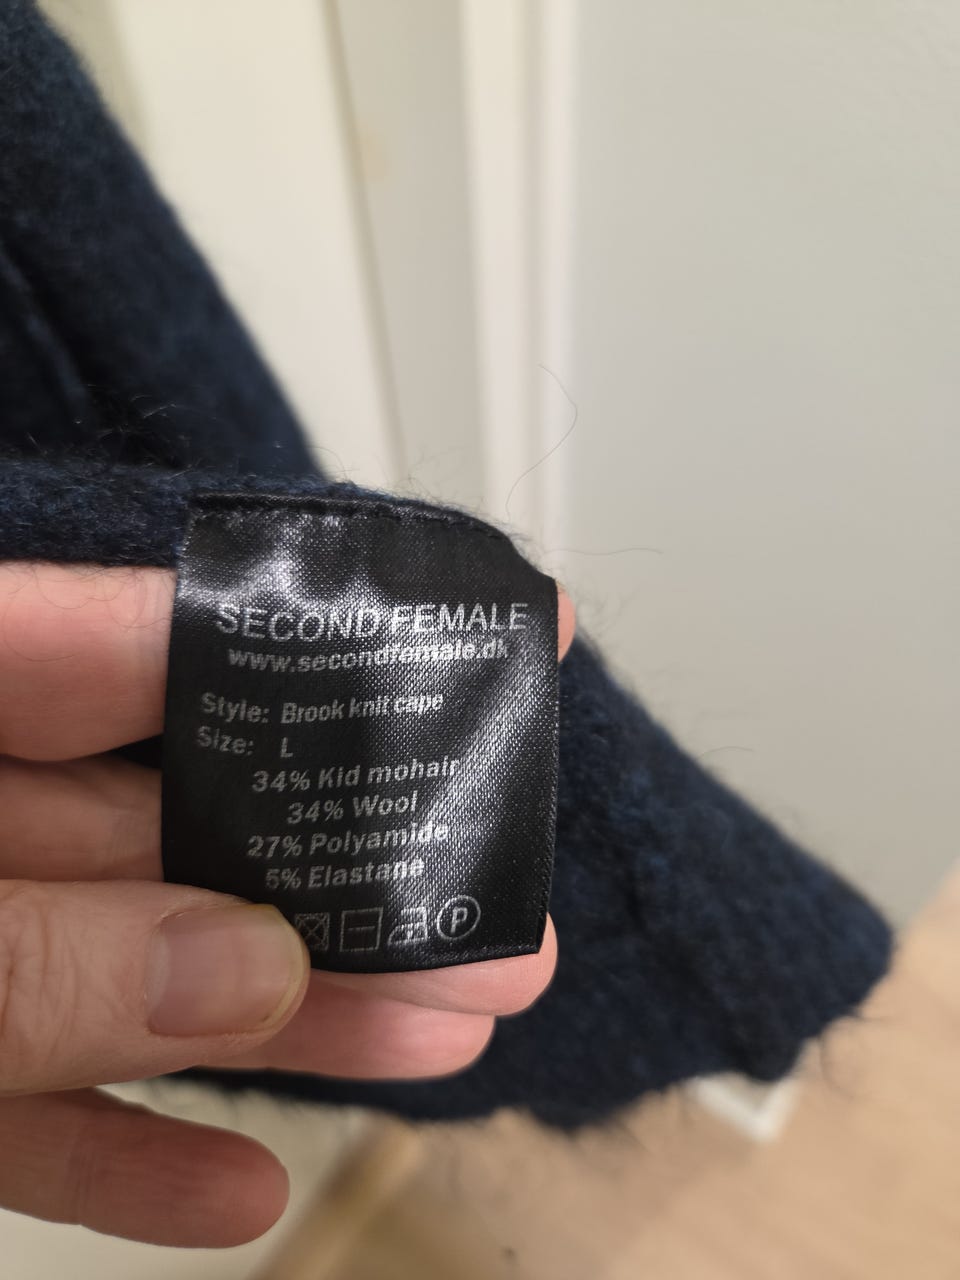 SECOND FEMALE
www.secondfemale.dk
Style: Brook knit cape
Size: L
34% Kid mohair
34% Wool
27% Polyamide
5% Elastane
P